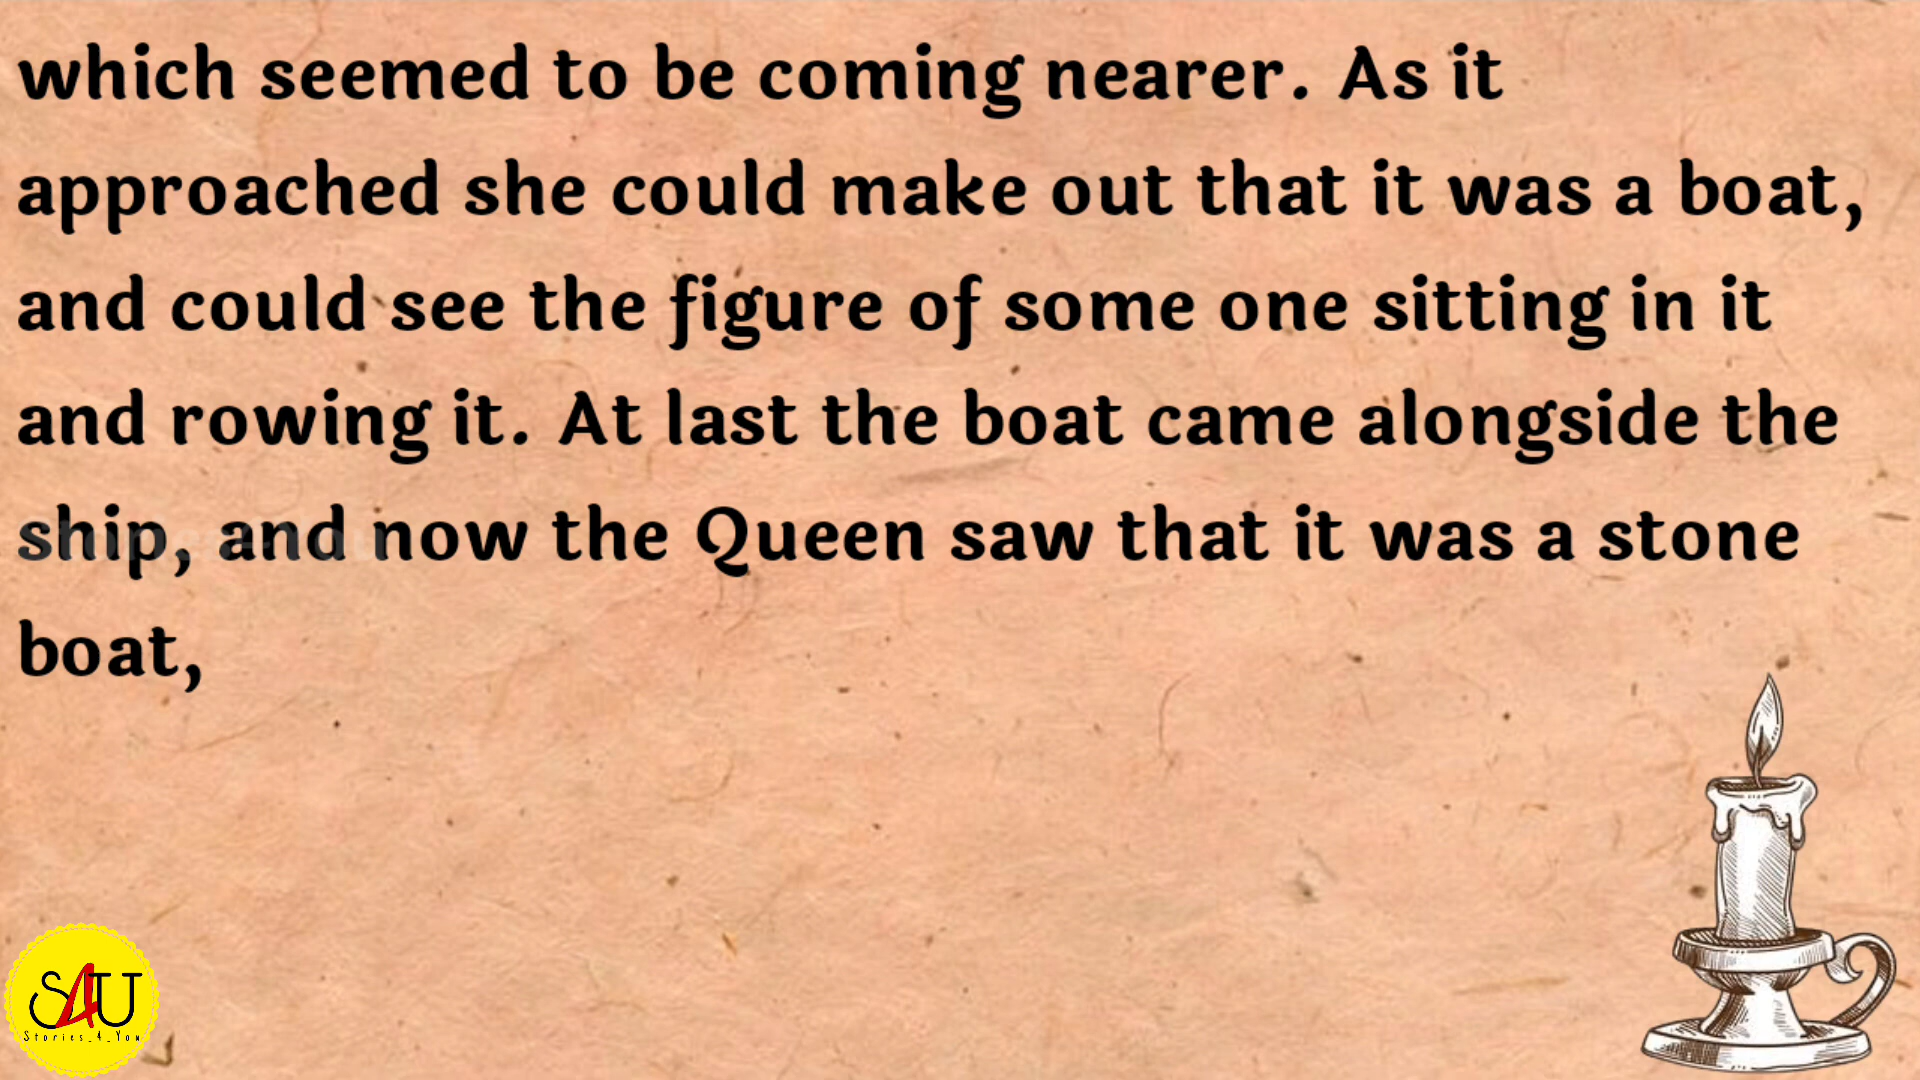 which seemed to be coming nearer. As it
approached she could make out that it was a boat,
and could see the figure of some one sitting in it
and rowing it. At last the boat came alongside the
ship, and now the Queen saw that it was a stone
boat,
S4U
Stories_4_You